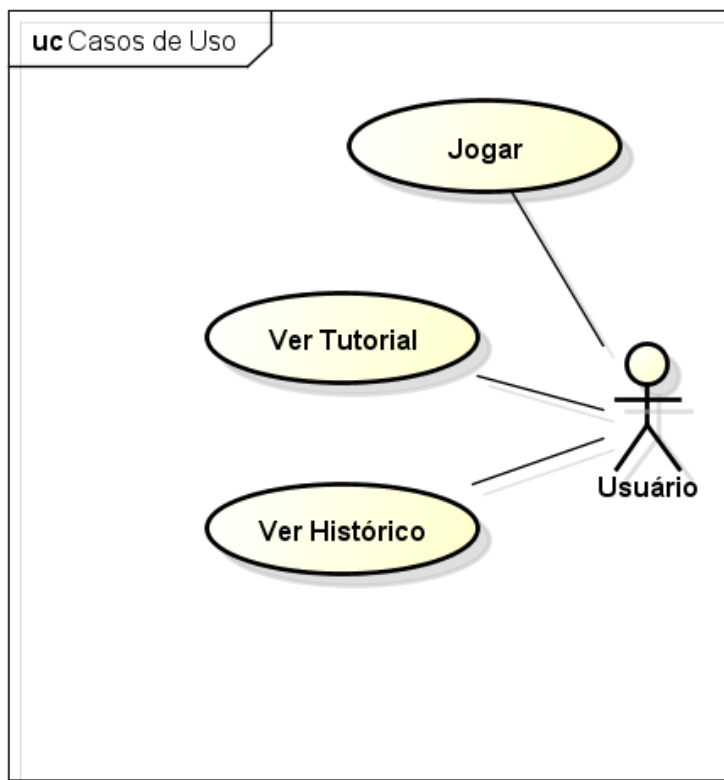 uc Casos de Uso
Jogar
Ver Tutorial
Usuário
Ver Histórico